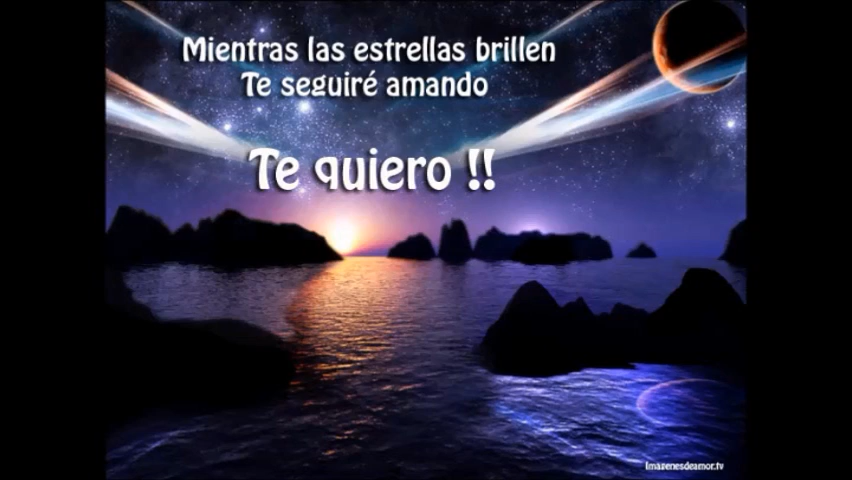 Mientras las estrellas brillen
Te seguiré amando
Te quiero !!
Imagenesdeamor.tv